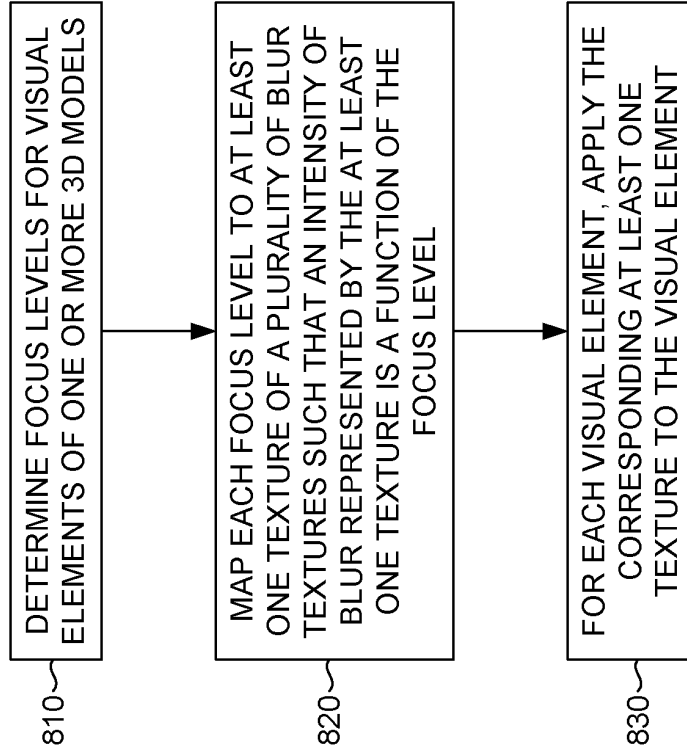 DETERMINE FOCUS LEVELS FOR VISUAL
ELEMENTS OF ONE OR MORE 3D MODELS
810
MAP EACH FOCUS LEVEL TO AT LEAST
ONE TEXTURE OF A PLURALITY OF BLUR
TEXTURES SUCH THAT AN INTENSITY OF
BLUR REPRESENTED BY THE AT LEAST
ONE TEXTURE IS A FUNCTION OF THE
FOCUS LEVEL
820
FOR EACH VISUAL ELEMENT, APPLY THE
CORRESPONDING AT LEAST ONE
TEXTURE TO THE VISUAL ELEMENT
830